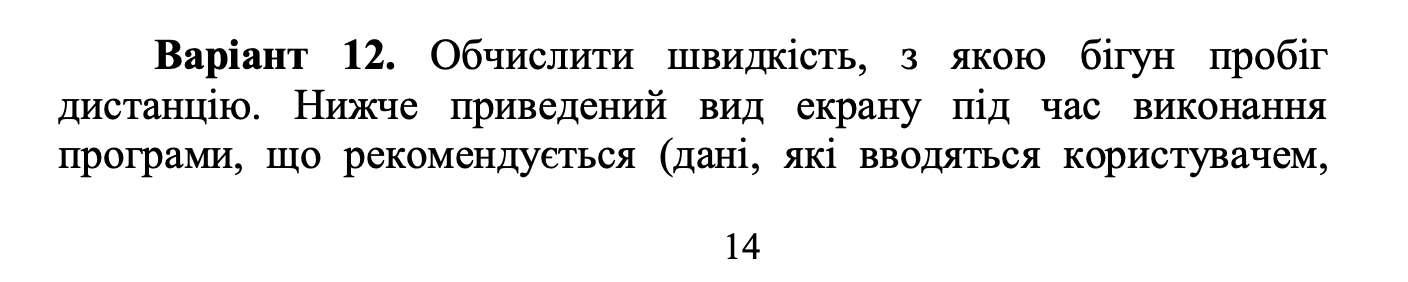 Варіант 12. Обчислити швидкість, з якою бігун пробіг
дистанцію. Нижче приведений вид екрану під час виконання
програми, що рекомендується (дані, які вводяться користувачем,
14